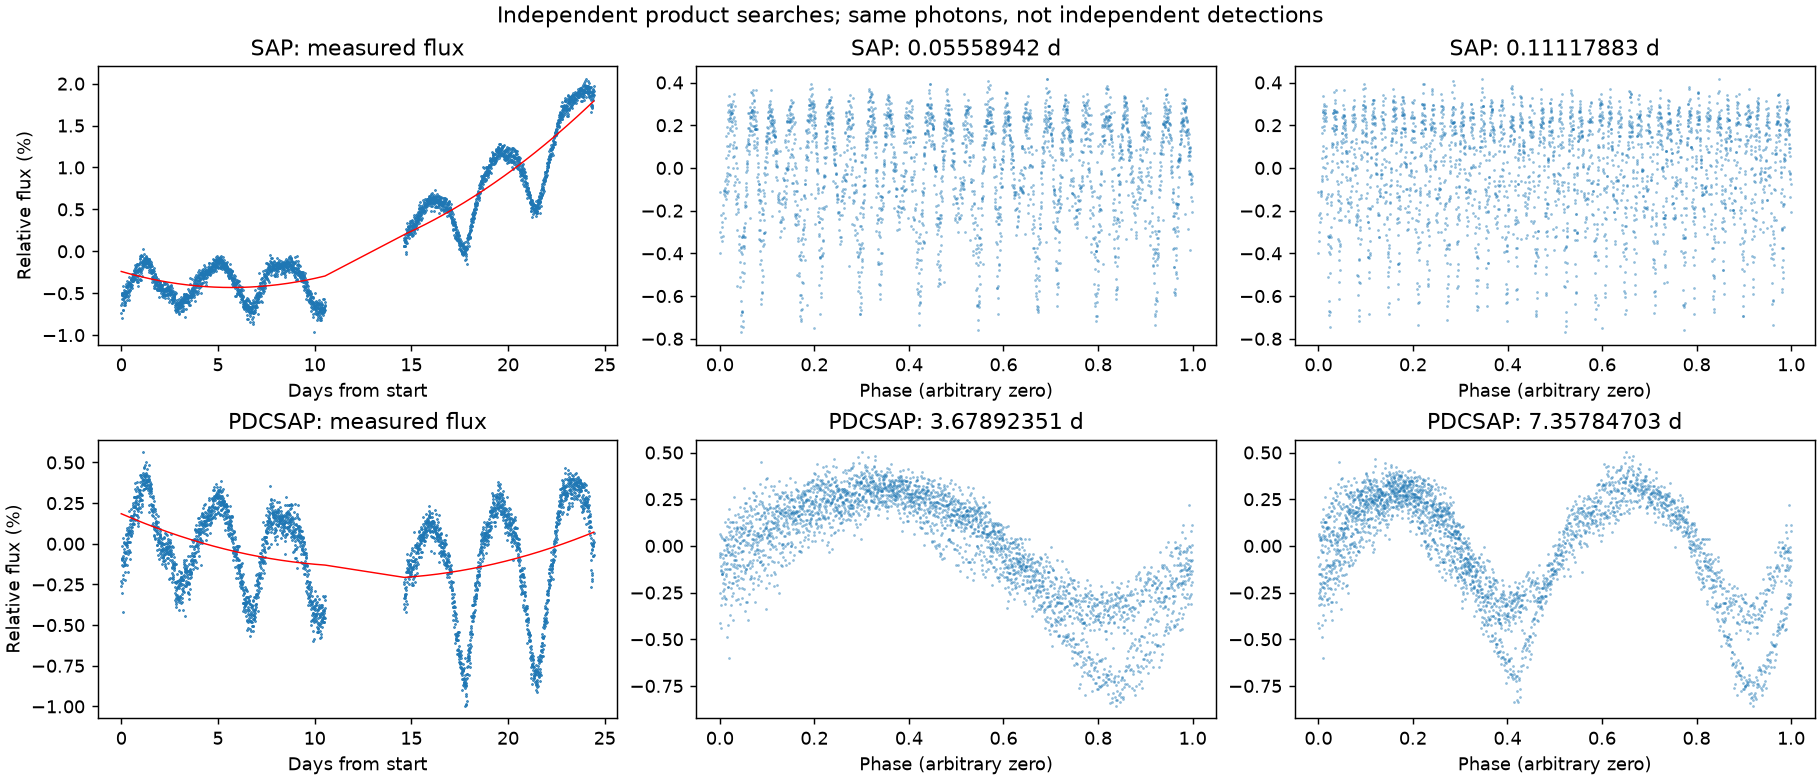 Independent product searches; same photons, not independent detections
SAP: measured flux
SAP: 0.05558942 d
SAP: 0.11117883 d
Relative flux (%)
2.0
1.5
1.0
0.5
0.0
−0.5
−1.0
0 5 10 15 20 25
Days from start
0.4
0.2
0.0
−0.2
−0.4
−0.6
−0.8
0.0 0.2 0.4 0.6 0.8 1.0
Phase (arbitrary zero)
0.4
0.2
0.0
−0.2
−0.4
−0.6
−0.8
0.0 0.2 0.4 0.6 0.8 1.0
Phase (arbitrary zero)
PDCSAP: measured flux
PDCSAP: 3.67892351 d
PDCSAP: 7.35784703 d
Relative flux (%)
0.50
0.25
0.00
−0.25
−0.50
−0.75
−1.00
0 5 10 15 20 25
Days from start
0.50
0.25
0.00
−0.25
−0.50
−0.75
0.0 0.2 0.4 0.6 0.8 1.0
Phase (arbitrary zero)
0.50
0.25
0.00
−0.25
−0.50
−0.75
0.0 0.2 0.4 0.6 0.8 1.0
Phase (arbitrary zero)